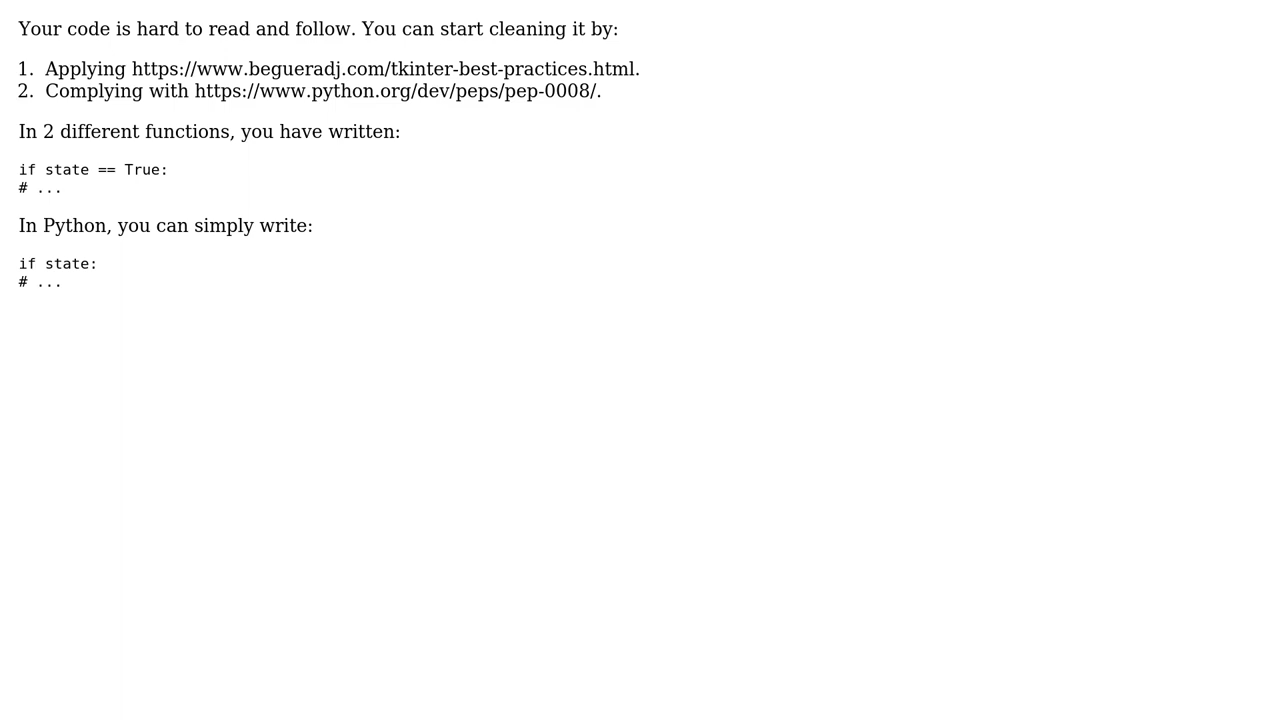 Your code is hard to read and follow. You can start cleaning it by:
1. Applying https://www.begueradj.com/tkinter-best-practices.html.
2. Complying with https://www.python.org/dev/peps/pep-0008/.
In 2 different functions, you have written:
if state == True:
# ...
In Python, you can simply write:
if state:
# ...